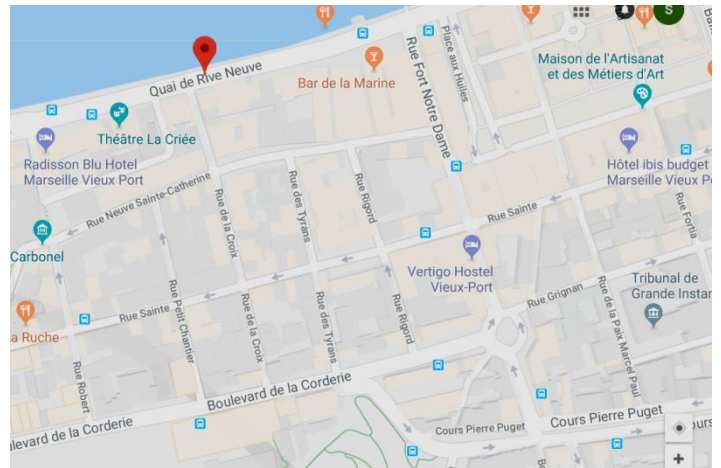 S
Quai de Rive Neuve
Bar de la Marine
Rue Fort Notre Dame
Place aux Huiles
Maison de l'Artisanat
et des Métiers d'Art
Théâtre La Criée
Radisson Blu Hotel
Marseille Vieux Port
Hôtel ibis budget
Marseille Vieux Po
Rue Neuve Sainte-Catherine
Rue de la Croix
Rue des Tyrans
Rue Rigord
Rue Sainte
Rue Fortia
Carbonel
Vertigo Hostel
Vieux-Port
Tribunal de
Grande Instan
Rue Grignan
Rue Sainte
Rue Petit Chantier
Rue de la Croix
Rue des Tyrans
Rue Rigord
Rue de la Paix Marcel Paul
a Ruche
Rue Robert
Boulevard de la Corderie
levard de la Corderie
Cours Pierre Puget
Cours Pierre Puget
ours
+